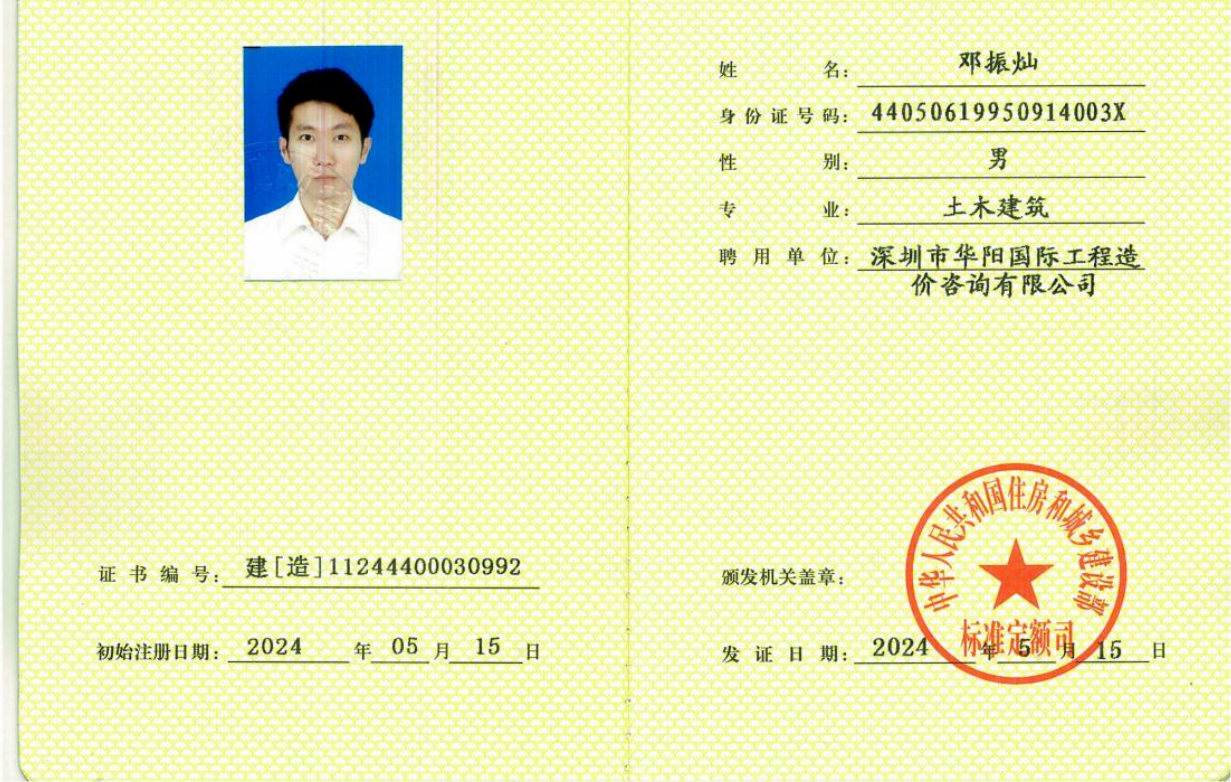 姓名：邓振灿
身份证号码：44050619950914003X
性别：男
专业：土木建筑
聘用单位：深圳市华阳国际工程造
价咨询有限公司
证书编号：建[造]11244400030992
初始注册日期：2024年05月15日
颁发机关盖章：
中华人民共和国住房和城乡建设部
标准定额司
发证日期：2024年5月15日